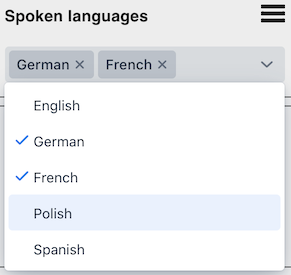 Spoken languages
German × French ×
English
German
French
Polish
Spanish